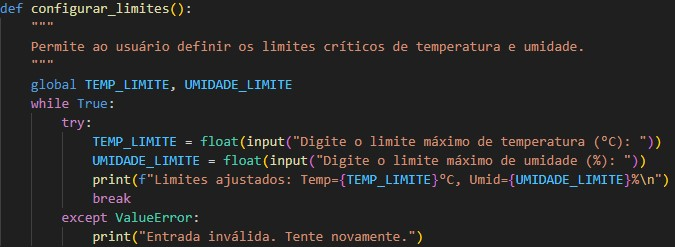 def configurar_limites():
    """
    Permite ao usuário definir os limites críticos de temperatura e umidade.
    """
    global TEMP_LIMITE, UMIDADE_LIMITE
    while True:
        try:
            TEMP_LIMITE = float(input("Digite o limite máximo de temperatura (ºC): "))
            UMIDADE_LIMITE = float(input("Digite o limite máximo de umidade (%): "))
            print(f"Limites ajustados: Temp={TEMP_LIMITE}ºC, Umid={UMIDADE_LIMITE}%\n")
            break
        except ValueError:
            print("Entrada inválida. Tente novamente.")